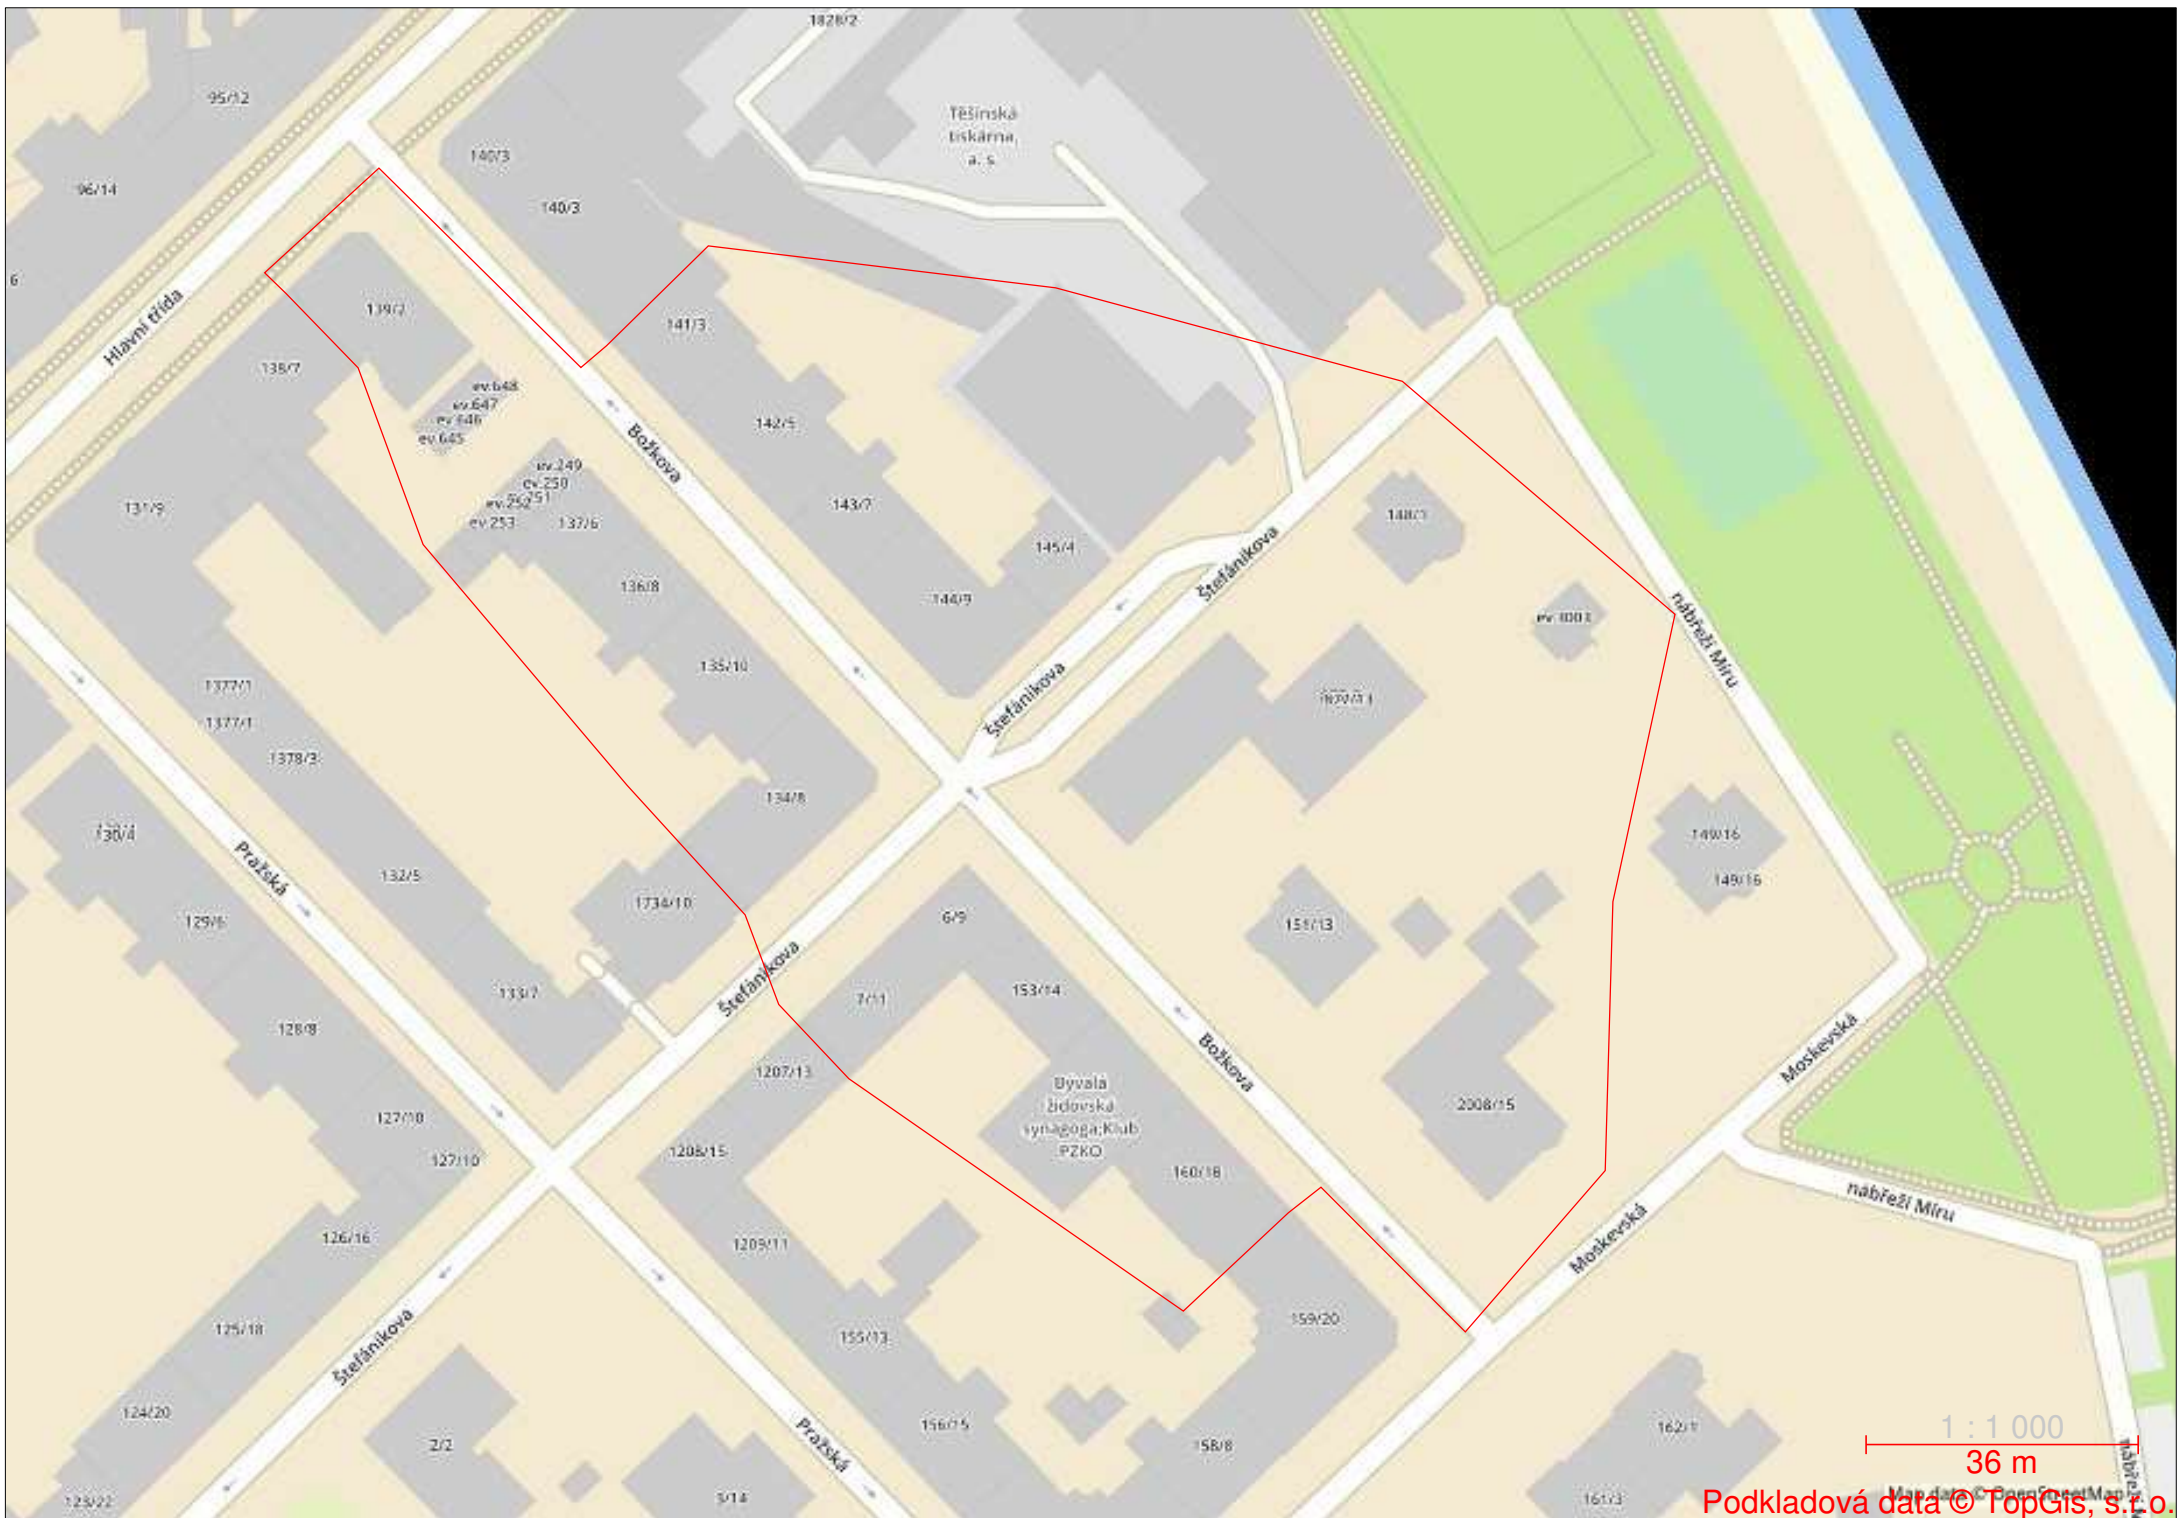 1828/2
95/12
Těšínská
tiskárna,
a. s.
140/3
96/14
140/3
6
Hlavní třída
139/2
141/3
138/7
ev.648
ev.647
ev.646
ev.645
142/5
Božkova
ev.249
ev.250
ev.252
ev.253
137/6
131/9
143/7
148/1
145/4
Štefánikova
136/8
144/9
ev.3003
nábřeží Míru
135/10
1377/1
1377/1
Štefánikova
1378/3
134/8
130/4
149/16
Pražská
132/5
149/16
1734/10
129/6
6/9
151/13
Štefánikova
133/7
7/11
153/14
128/8
Božkova
Moskevská
1207/13
Bývalá
židovská
synagoga;Klub
PZKO
2008/15
127/10
127/10
1208/15
160/18
nábřeží Míru
126/16
1209/11
Moskevská
125/18
Štefánikova
155/13
159/20
124/20
2/2
Pražská
156/15
158/8
162/1
1 : 1 000
36 m
123/22
3/14
161/3
Map data © OpenStreetMap
Podkladová data © TopGis, s.r.o.